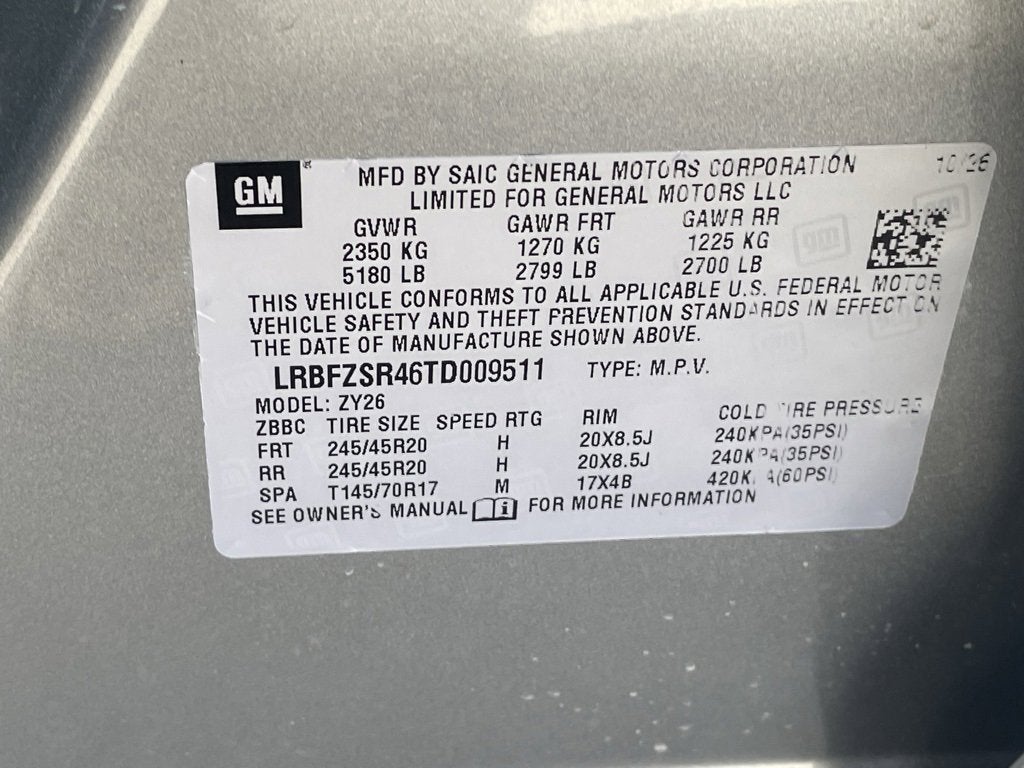 GM
MFD BY SAIC GENERAL MOTORS CORPORATION
LIMITED FOR GENERAL MOTORS LLC
GVWR GAWR FRT GAWR RR
2350 KG 1270 KG 1225 KG
5180 LB 2799 LB 2700 LB
THIS VEHICLE CONFORMS TO ALL APPLICABLE U.S. FEDERAL MOTOR
VEHICLE SAFETY AND THEFT PREVENTION STANDARDS IN EFFECT ON
THE DATE OF MANUFACTURE SHOWN ABOVE.
LRBFZSR46TD009511 TYPE: M.P.V.
MODEL: ZY26
ZBBC TIRE SIZE SPEED RTG RIM COLD TIRE PRESSURE
FRT 245/45R20 H 20X8.5J 240KPA(35PSI)
RR 245/45R20 H 20X8.5J 240KPA(35PSI)
SPA T145/70R17 M 17X4B 420KPA(60PSI)
SEE OWNER'S MANUAL FOR MORE INFORMATION